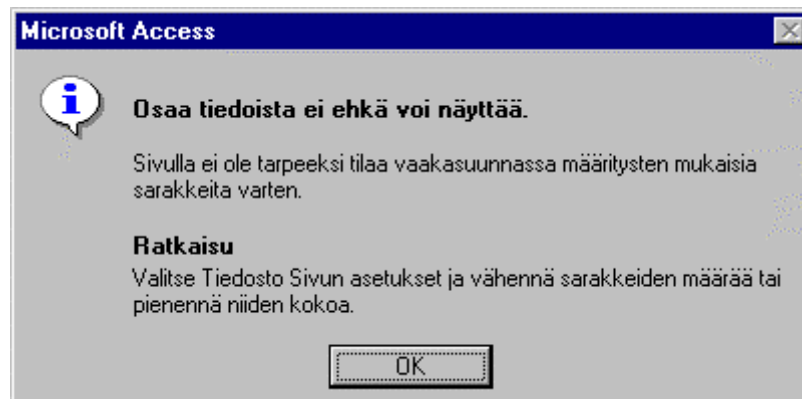 Microsoft Access
Osaa tiedoista ei ehkä voi näyttää.
Sivulla ei ole tarpeeksi tilaa vaakasuunnassa määritysten mukaisia
sarakkeita varten.
Ratkaisu
Valitse Tiedosto Sivun asetukset ja vähennä sarakkeiden määrää tai
pienennä niiden kokoa.
OK